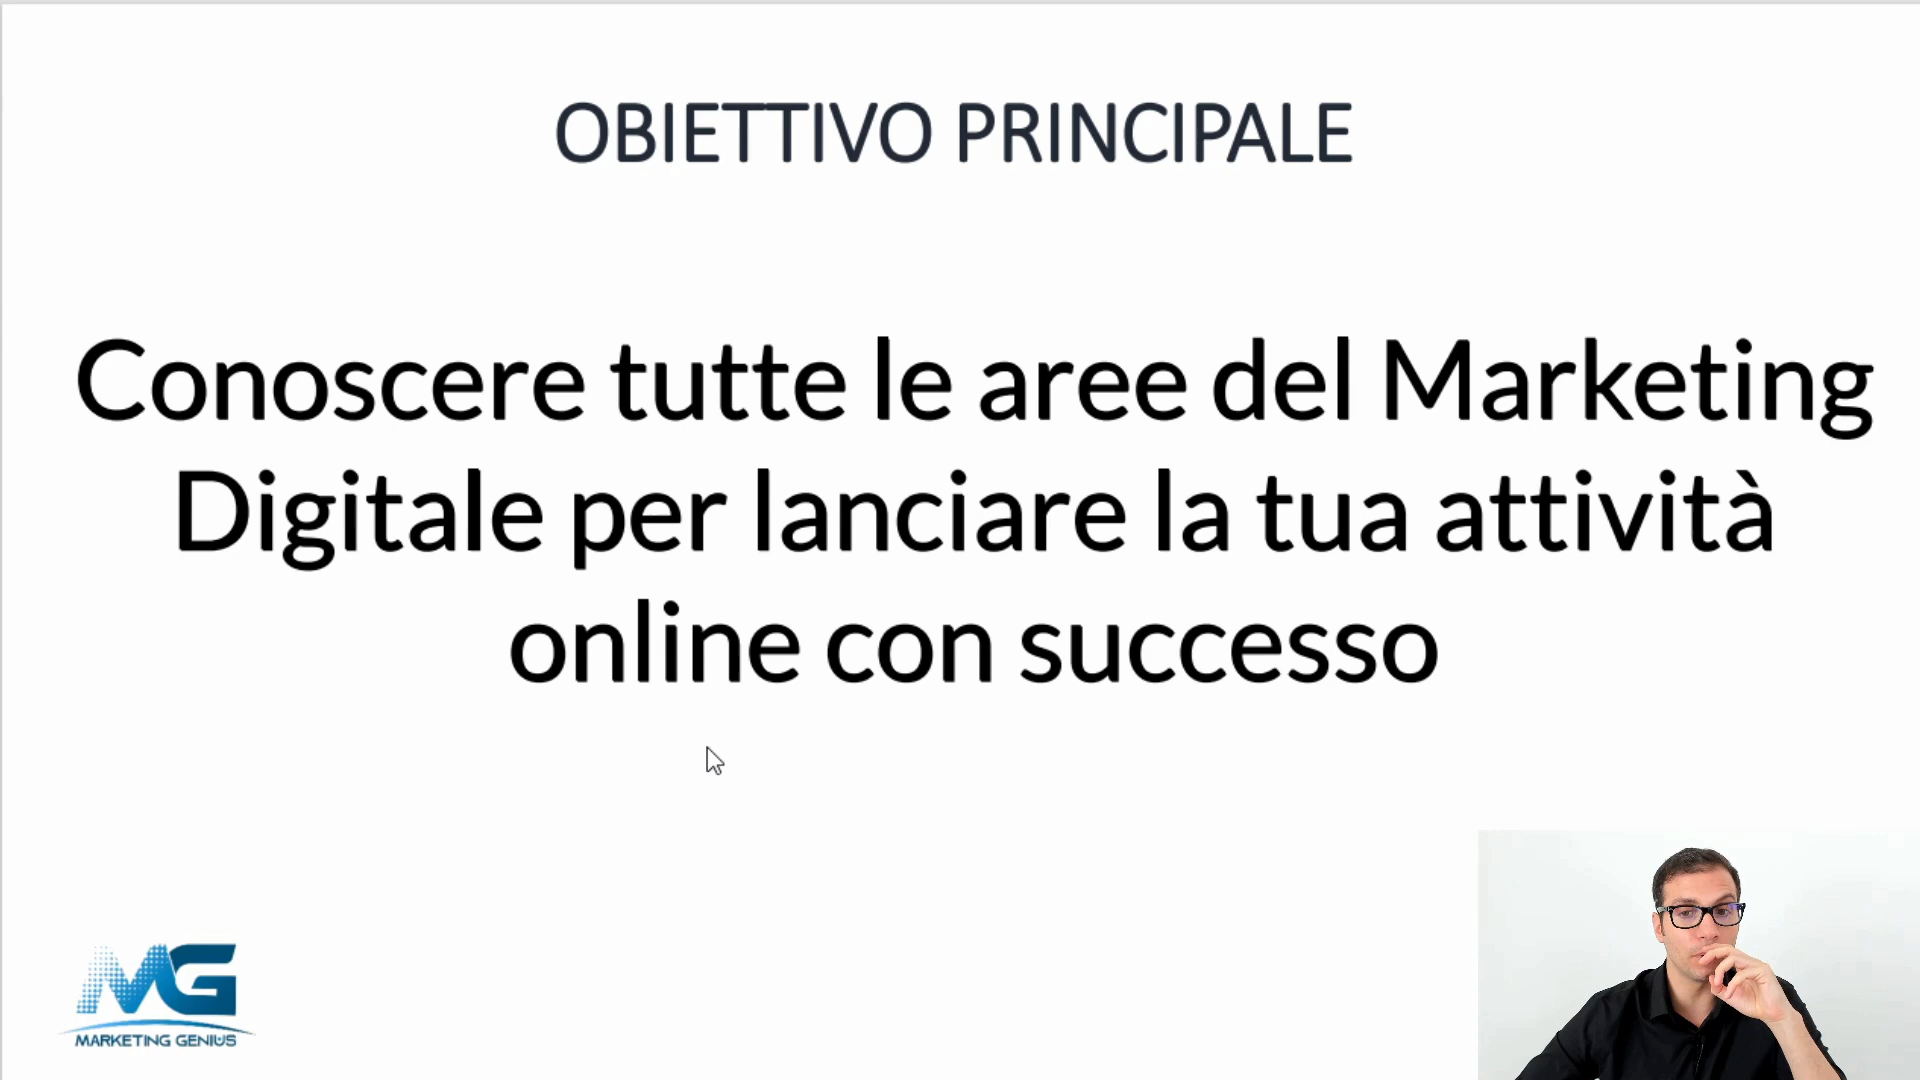 OBIETTIVO PRINCIPALE
Conoscere tutte le aree del Marketing
Digitale per lanciare la tua attività
online con successo
MG
MARKETING GENIUS